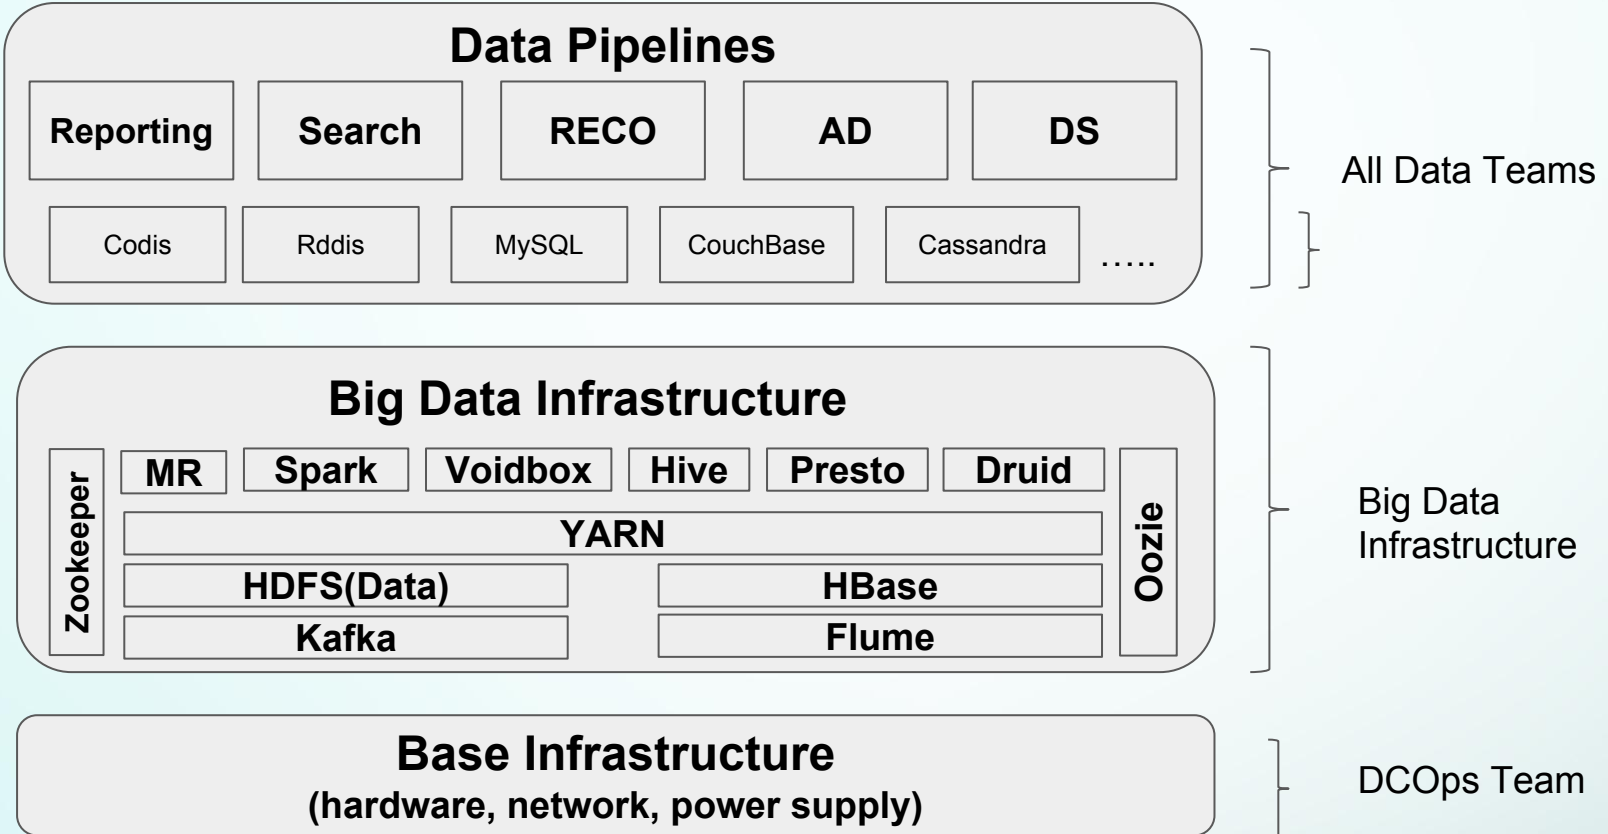 Data Pipelines
Reporting
Search
RECO
AD
DS
All Data Teams
Codis
Rddis
MySQL
CouchBase
Cassandra
.....
Big Data Infrastructure
Zookeeper
MR
Spark
Voidbox
Hive
Presto
Druid
YARN
HDFS(Data)
HBase
Kafka
Flume
Oozie
Big Data
Infrastructure
Base Infrastructure
(hardware, network, power supply)
DCOps Team